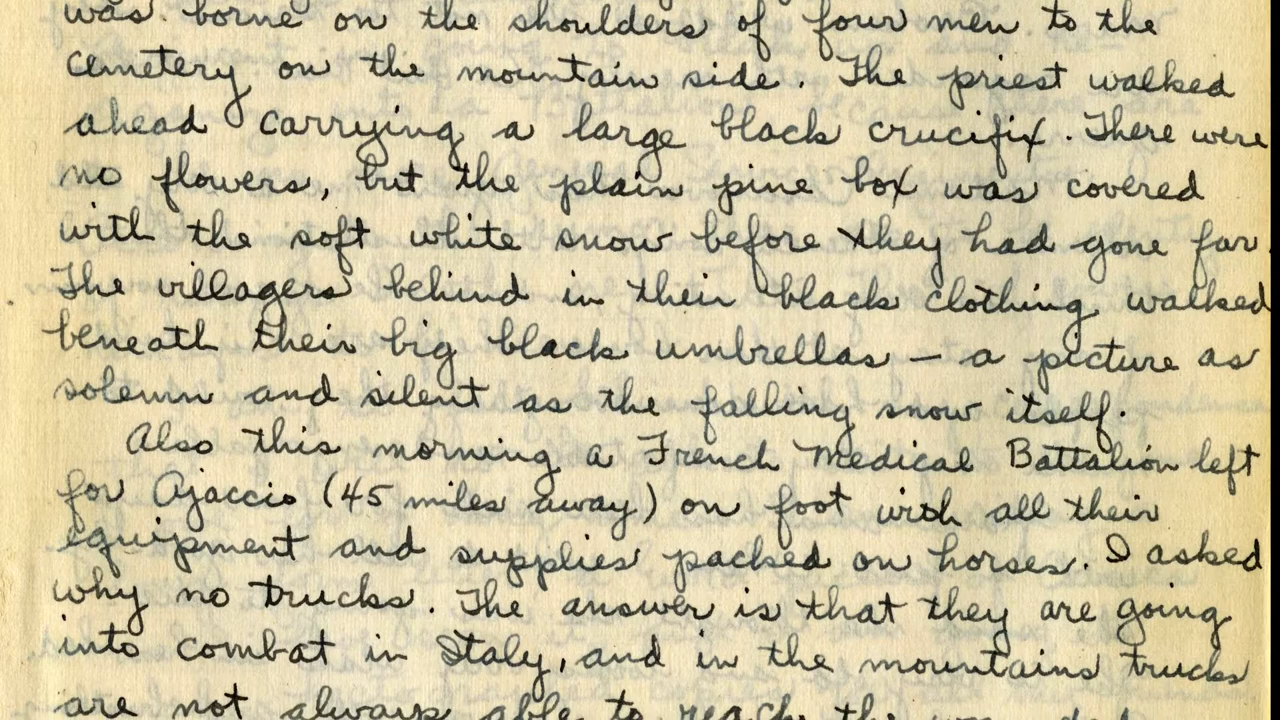 was borne on the shoulders of four men to the
cemetery on the mountain side. The priest walked
ahead carrying a large black crucifix. There were
no flowers, but the plain pine box was covered
with the soft white snow before they had gone far.
The villagers behind in their black clothing walked
beneath their big black umbrellas – a picture as
solemn and silent as the falling snow itself.
Also this morning a French Medical Battalion left
for Ajaccio (45 miles away) on foot with all their
equipment and supplies packed on horses. I asked
why no trucks. The answer is that they are going
into combat in Italy, and in the mountains trucks
are not always able to reach the